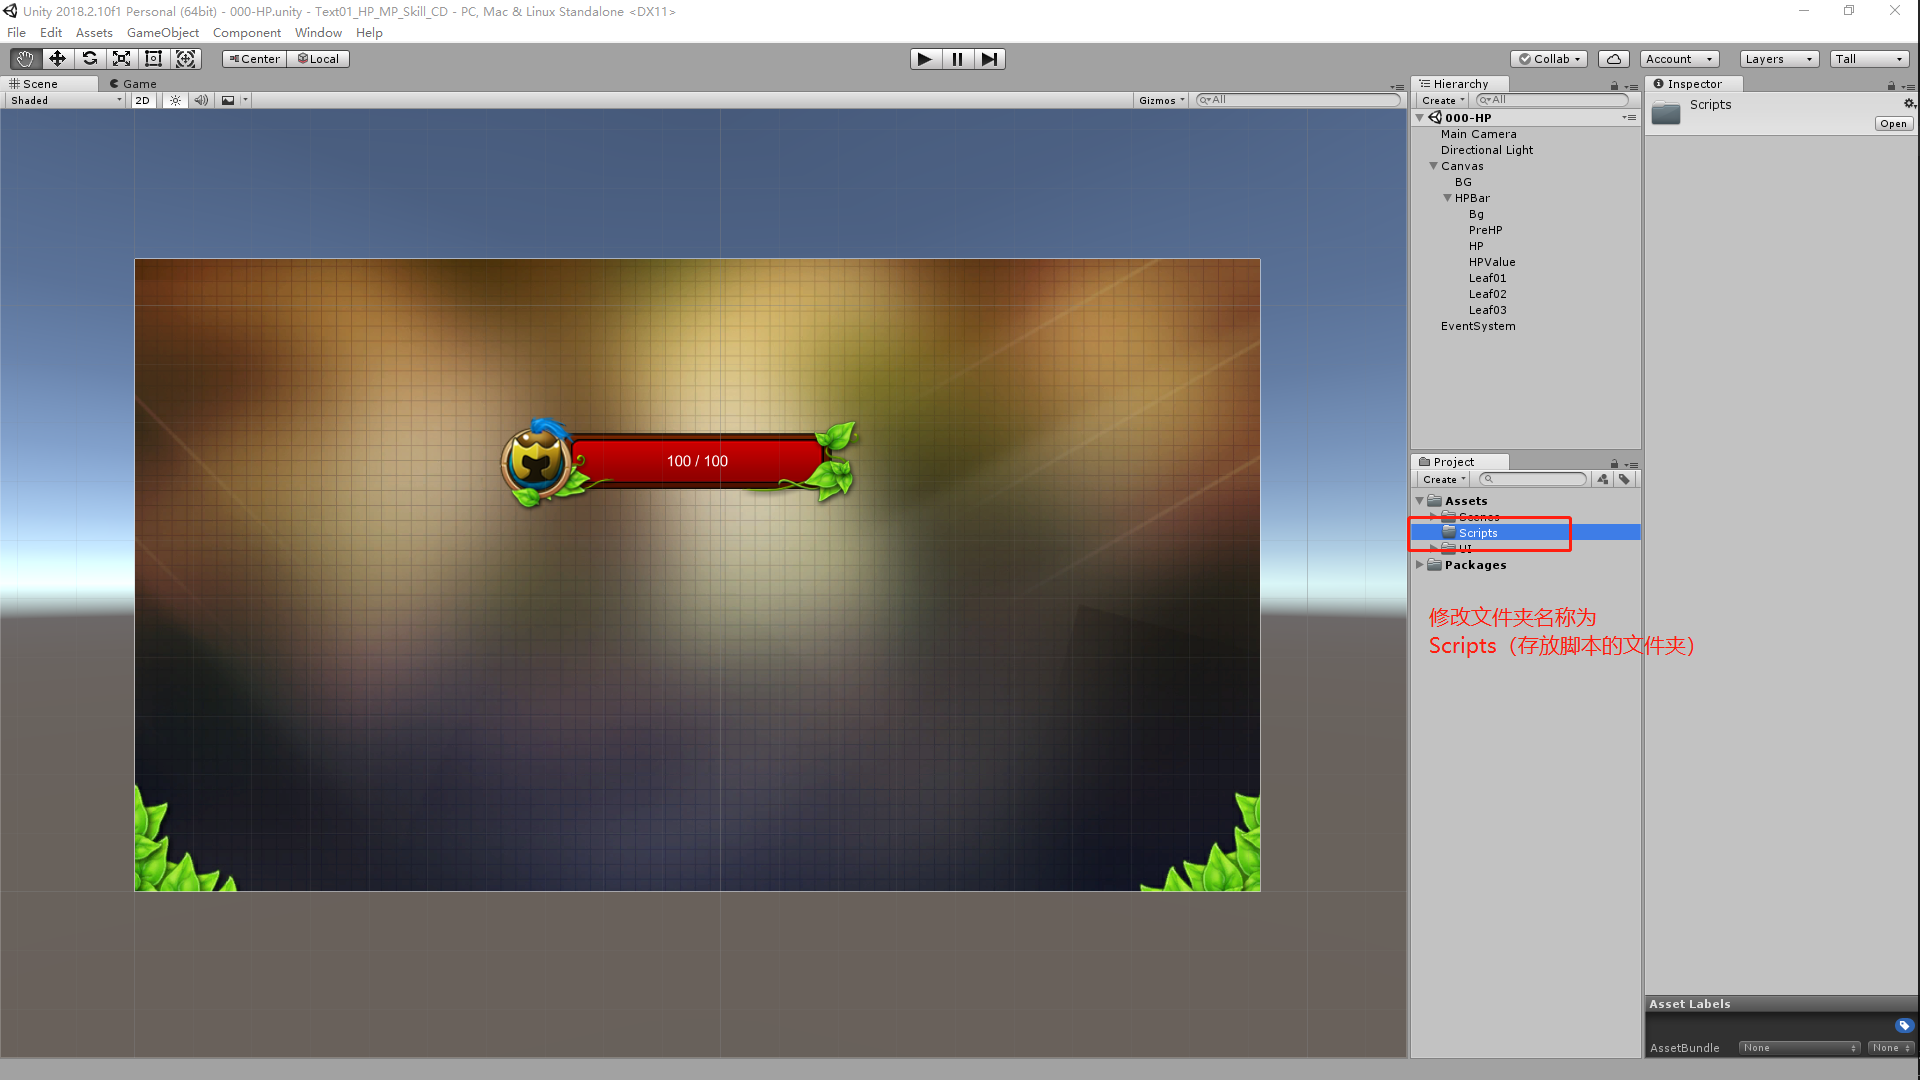 Unity 2018.2.10f1 Personal (64bit) - 000-HP.unity - Text01_HP_MP_Skill_CD - PC, Mac & Linux Standalone <DX11>
File Edit Assets GameObject Component Window Help
Center Local
Collab Account Layers Tall
Scene Game
Shaded 2D Gizmos All
Hierarchy
Create All
000-HP
Main Camera
Directional Light
Canvas
BG
HPBar
Bg
PreHP
HP
HPValue
Leaf01
Leaf02
Leaf03
EventSystem
Inspector
Scripts
Open
100 / 100
Project
Create
Assets
Scenes
Scripts
UI
Packages
修改文件夹名称为
Scripts（存放脚本的文件夹）
Asset Labels
AssetBundle None None